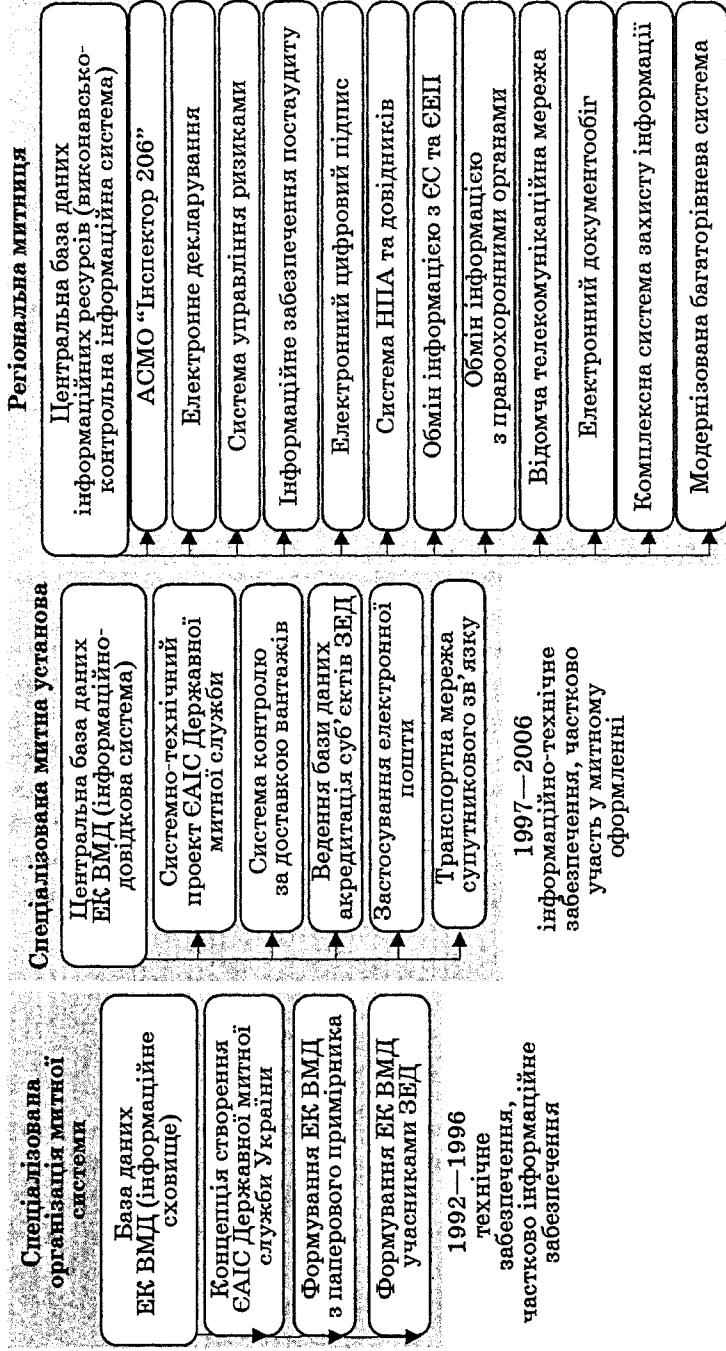 Спеціалізована
організація митної
системи
База даних
ЕК ВМД (інформаційне
сховище)
Концепція створення
ЄАІС Державної митної
служби України
Формування ЕК ВМД
з паперового примірника
Формування ЕК ВМД
учасниками ЗЕД
1992—1996
технічне
забезпечення,
частково інформаційне
забезпечення
Спеціалізована митна установа
Центральна база даних
ЕК ВМД (інформаційно-
довідкова система)
Системно-технічний
проект ЄАІС Державної
митної служби
Система контролю
за доставкою вантажів
Ведення бази даних
акредитація суб’єктів ЗЕД
Застосування електронної
пошти
Транспортна мережа
супутникового зв’язку
1997—2006
інформаційно-технічне
забезпечення, частково
участь у митному
оформленні
Регіональна митниця
Центральна база даних
інформаційних ресурсів (виконавсько-
контрольна інформаційна система)
АСМО “Інспектор 206”
Електронне декларування
Система управління ризиками
Інформаційне забезпечення постаудиту
Електронний цифровий підпис
Система НПА та довідників
Обмін інформацією з ЄС та ЄЕП
Обмін інформацією
з правоохоронними органами
Відомча телекомунікаційна мережа
Електронний документообіг
Комплексна система захисту інформації
Модернізована багаторівнева система